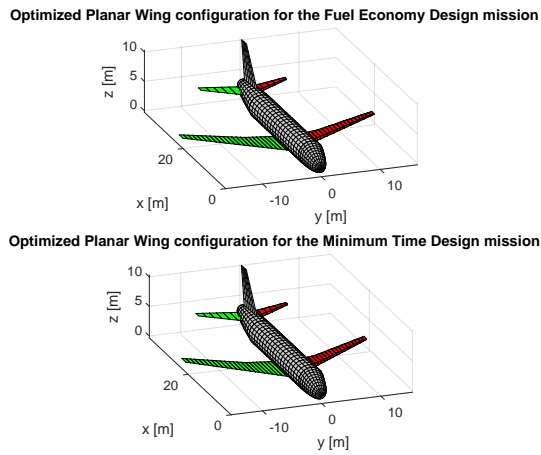 Optimized Planar Wing configuration for the Fuel Economy Design mission
10
5
0
z [m]
20
0
x [m]
-10
0
10
y [m]
Optimized Planar Wing configuration for the Minimum Time Design mission
10
5
0
z [m]
20
0
x [m]
-10
0
10
y [m]